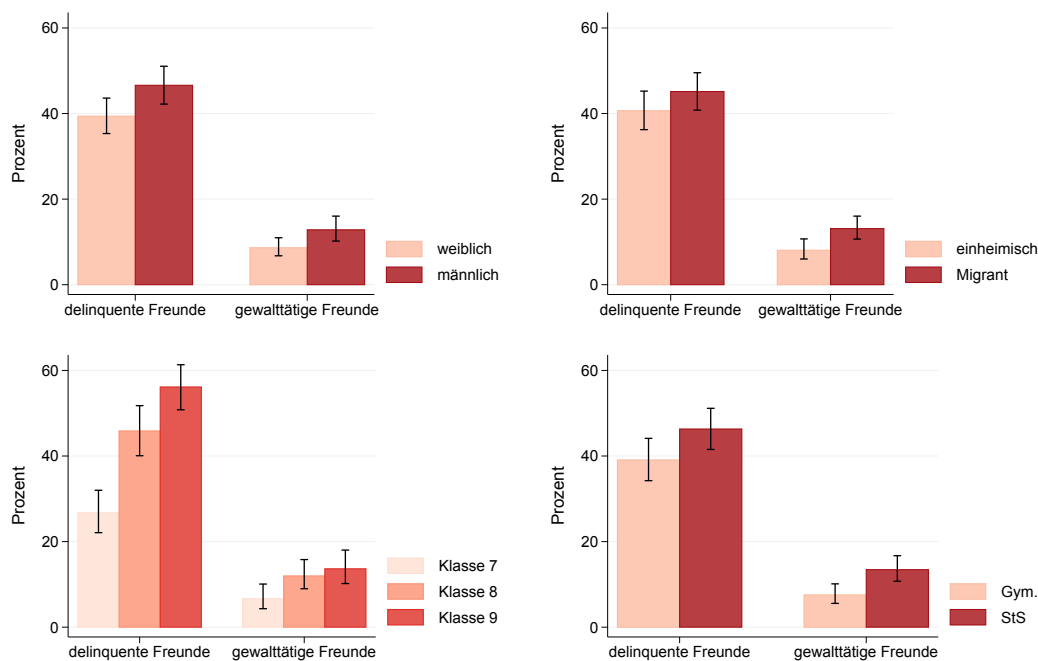 60
40
20
0
Prozent
weiblich
männlich
delinquente Freunde gewalttätige Freunde
60
40
20
0
Prozent
einheimisch
Migrant
delinquente Freunde gewalttätige Freunde
60
40
20
0
Prozent
Klasse 7
Klasse 8
Klasse 9
delinquente Freunde gewalttätige Freunde
60
40
20
0
Prozent
Gym.
StS
delinquente Freunde gewalttätige Freunde